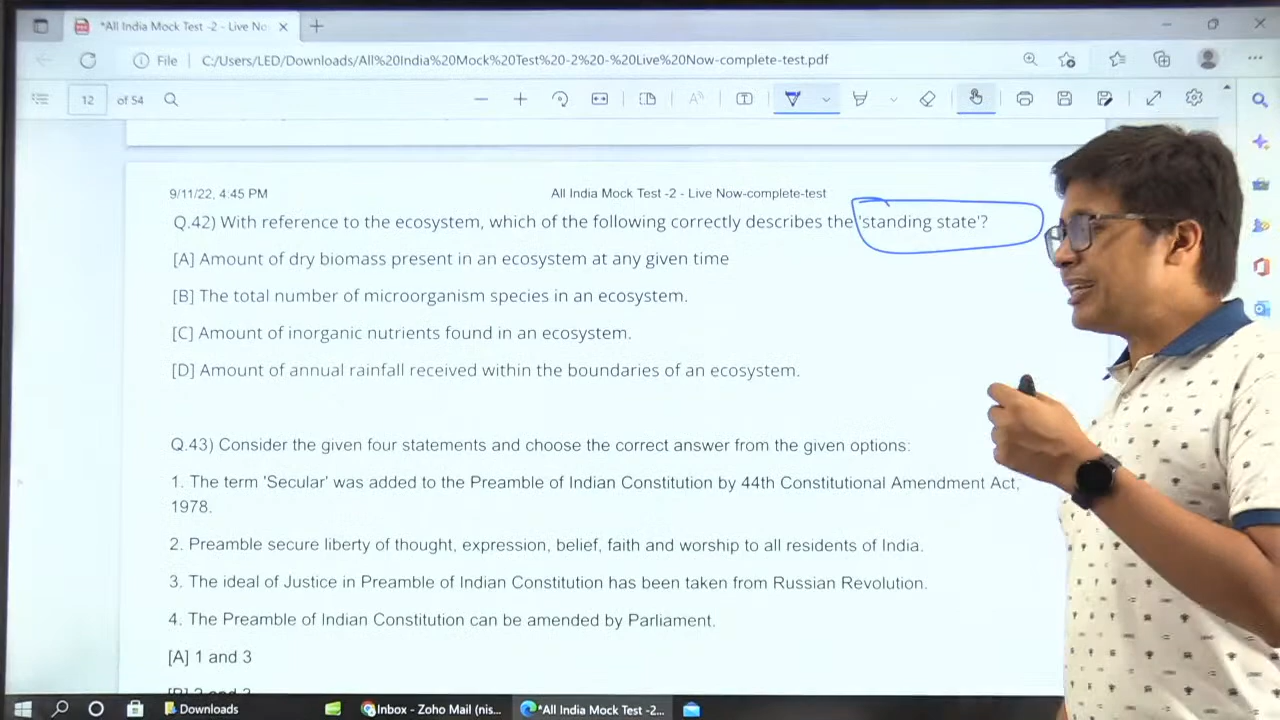 *All India Mock Test -2 - Live No
File C:/Users/LED/Downloads/All%20India%20Mock%20Test%20-2%20-%20Live%20Now-complete-test.pdf
12 of 54
9/11/22, 4:45 PM All India Mock Test -2 - Live Now-complete-test
Q.42) With reference to the ecosystem, which of the following correctly describes the 'standing state'?
[A] Amount of dry biomass present in an ecosystem at any given time
[B] The total number of microorganism species in an ecosystem.
[C] Amount of inorganic nutrients found in an ecosystem.
[D] Amount of annual rainfall received within the boundaries of an ecosystem.
Q.43) Consider the given four statements and choose the correct answer from the given options:
1. The term 'Secular' was added to the Preamble of Indian Constitution by 44th Constitutional Amendment Act,
1978.
2. Preamble secure liberty of thought, expression, belief, faith and worship to all residents of India.
3. The ideal of Justice in Preamble of Indian Constitution has been taken from Russian Revolution.
4. The Preamble of Indian Constitution can be amended by Parliament.
[A] 1 and 3
Downloads Inbox - Zoho Mail (nis... *All India Mock Test -2...